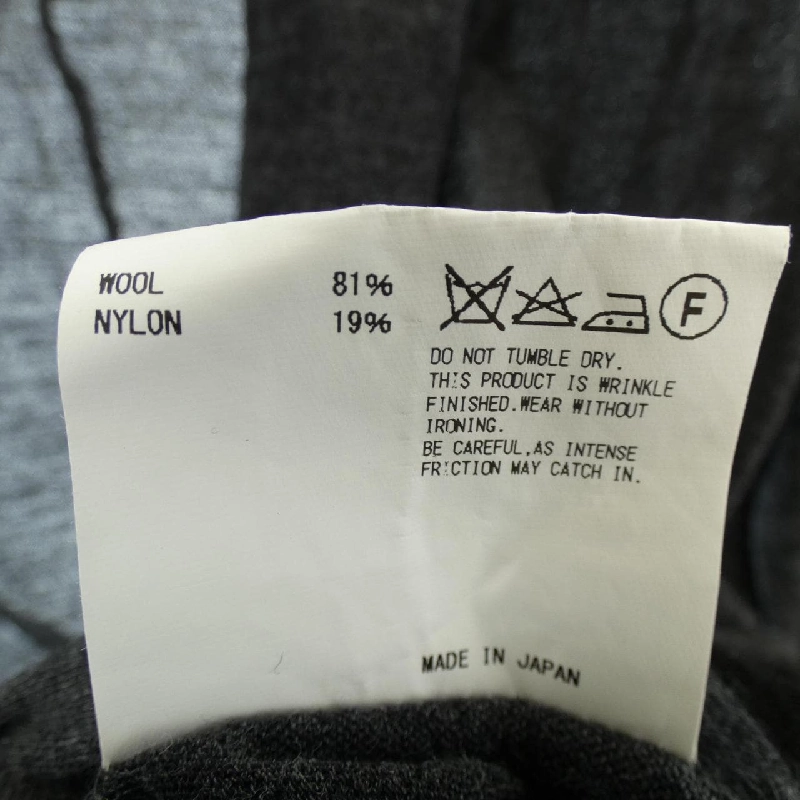 WOOL 81%
NYLON 19%
F
DO NOT TUMBLE DRY.
THIS PRODUCT IS WRINKLE
FINISHED.WEAR WITHOUT
IRONING.
BE CAREFUL,AS INTENSE
FRICTION MAY CATCH IN.
MADE IN JAPAN